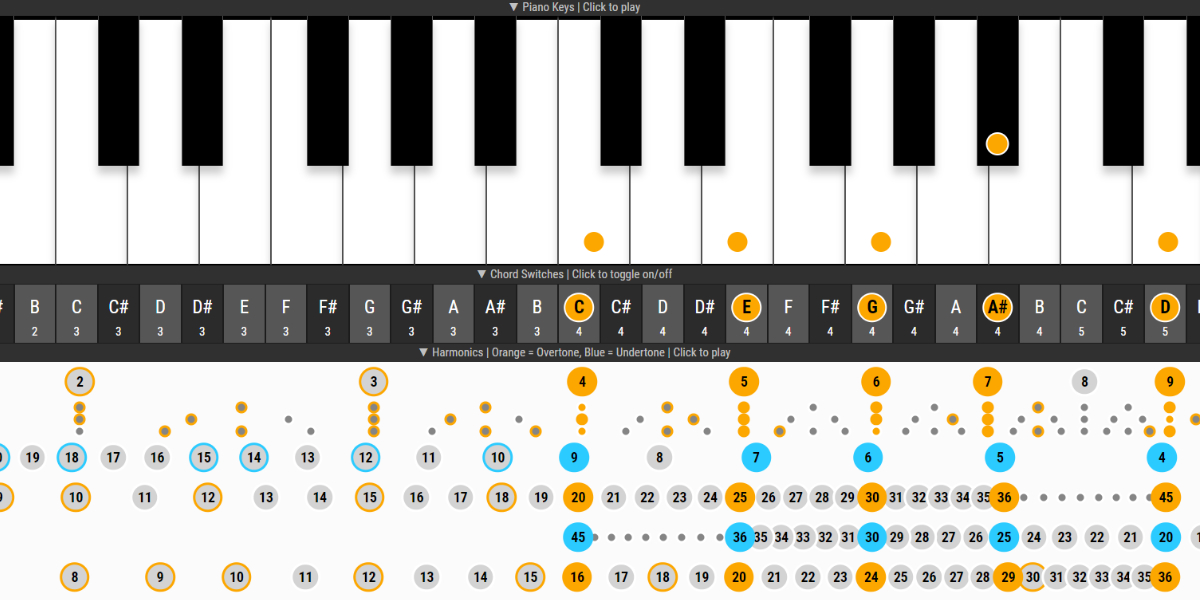 ▼ Piano Keys | Click to play
▼ Chord Switches | Click to toggle on/off
# B C C# D D# E F F# G G# A A# B C C# D D# E F F# G G# A A# B C C# D
2 3 3 3 3 3 3 3 3 3 3 3 3 4 4 4 4 4 4 4 4 4 4 4 4 5 5 5
▼ Harmonics | Orange = Overtone, Blue = Undertone | Click to play
2 3 4 5 6 7 8 9
19 18 17 16 15 14 13 12 11 10 9 8 7 6 5 4
9 10 11 12 13 14 15 16 17 18 19 20 21 22 23 24 25 26 27 28 29 30 31 32 33 34 35 36 45
45 36 35 34 33 32 31 30 29 28 27 26 25 24 23 22 21 20
8 9 10 11 12 13 14 15 16 17 18 19 20 21 22 23 24 25 26 27 28 29 30 31 32 33 34 35 36